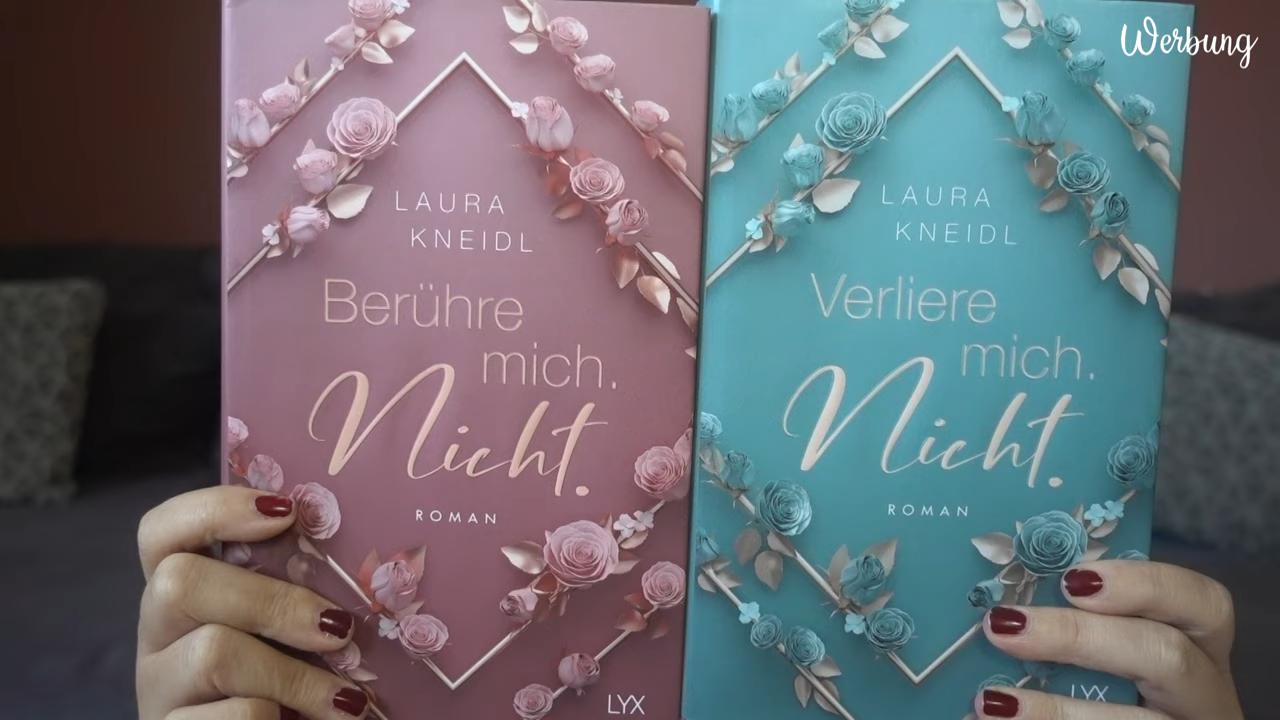 Werbung
LAURA
KNEIDL
Berühre
mich.
Nicht.
ROMAN
LYX
LAURA
KNEIDL
Verliere
mich.
Nicht.
ROMAN
LYX